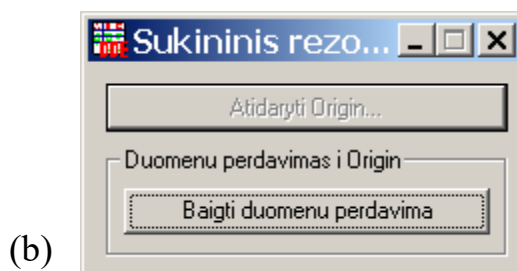 Sukininis rezo...
Atidaryti Origin...
Duomenu perdavimas i Origin
Baigti duomenu perdavima
(b)